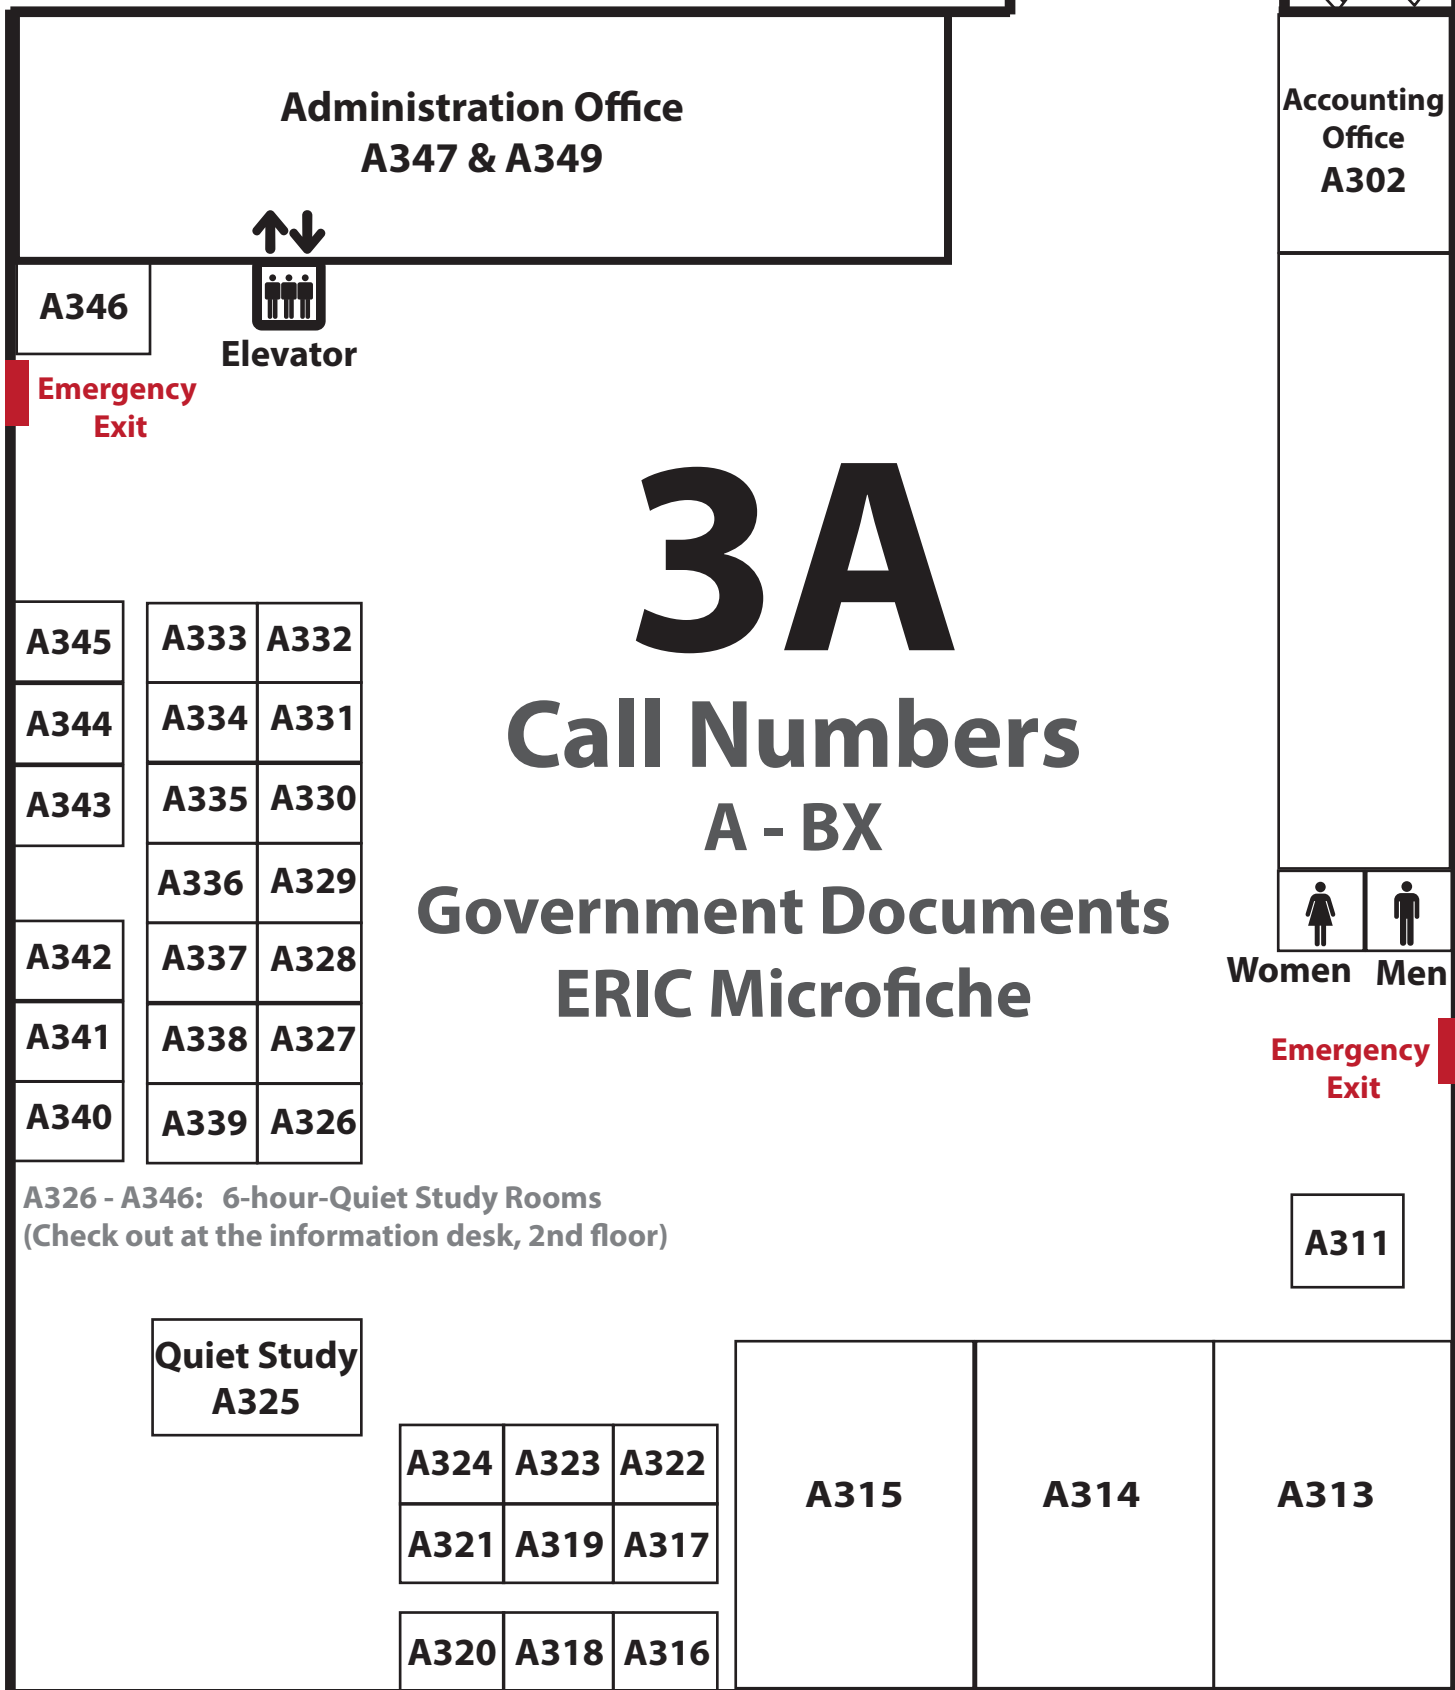 Administration Office
A347 & A349
Accounting
Office
A302
A346
Elevator
Emergency
Exit
3A
Call Numbers
A - BX
Government Documents
ERIC Microfiche
A345
A333 A332
A344
A334 A331
A343
A335 A330
A336 A329
A342
A337 A328
A341
A338 A327
A340
A339 A326
Women Men
Emergency
Exit
A326 - A346: 6-hour-Quiet Study Rooms
(Check out at the information desk, 2nd floor)
A311
Quiet Study
A325
A324 A323 A322
A321 A319 A317
A320 A318 A316
A315 A314 A313